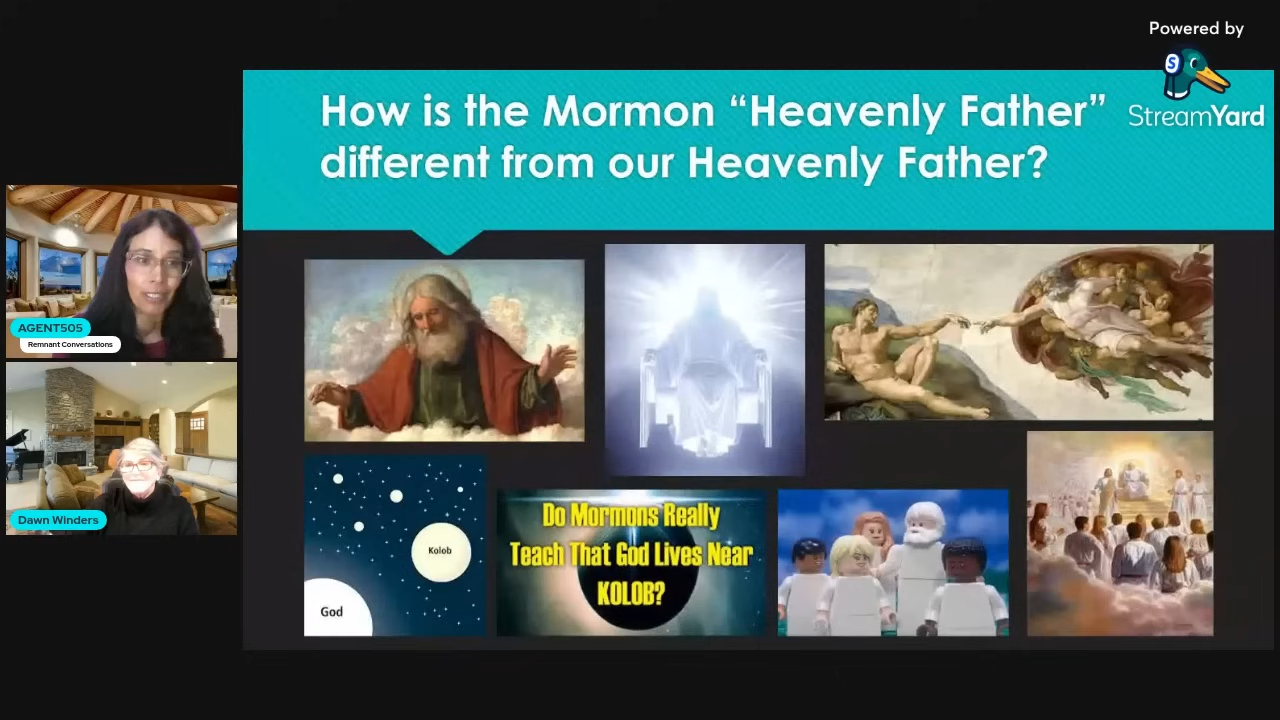 Powered by
S
StreamYard
How is the Mormon “Heavenly Father”
different from our Heavenly Father?
AGENT505
Remnant Conversations
Dawn Winders
Kolob
God
Do Mormons Really
Teach That God Lives Near
KOLOB?